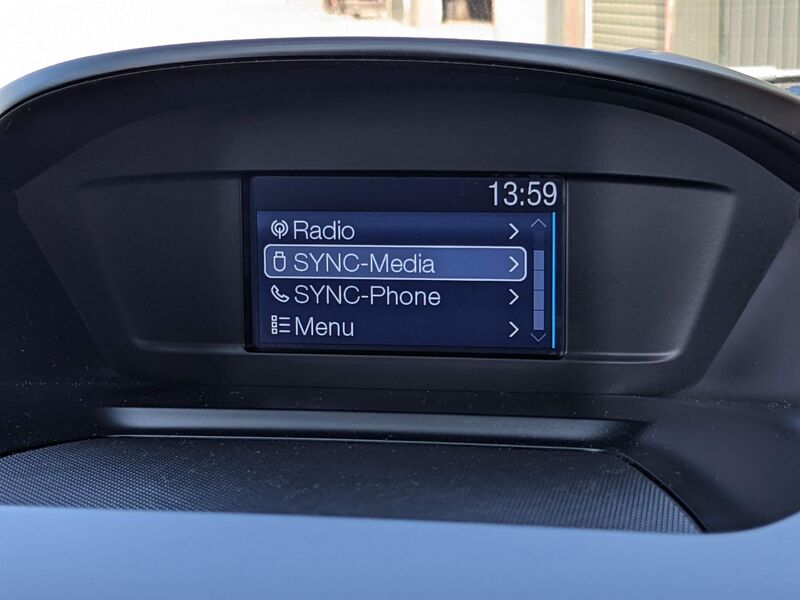 13:59
Radio
SYNC-Media
SYNC-Phone
Menu